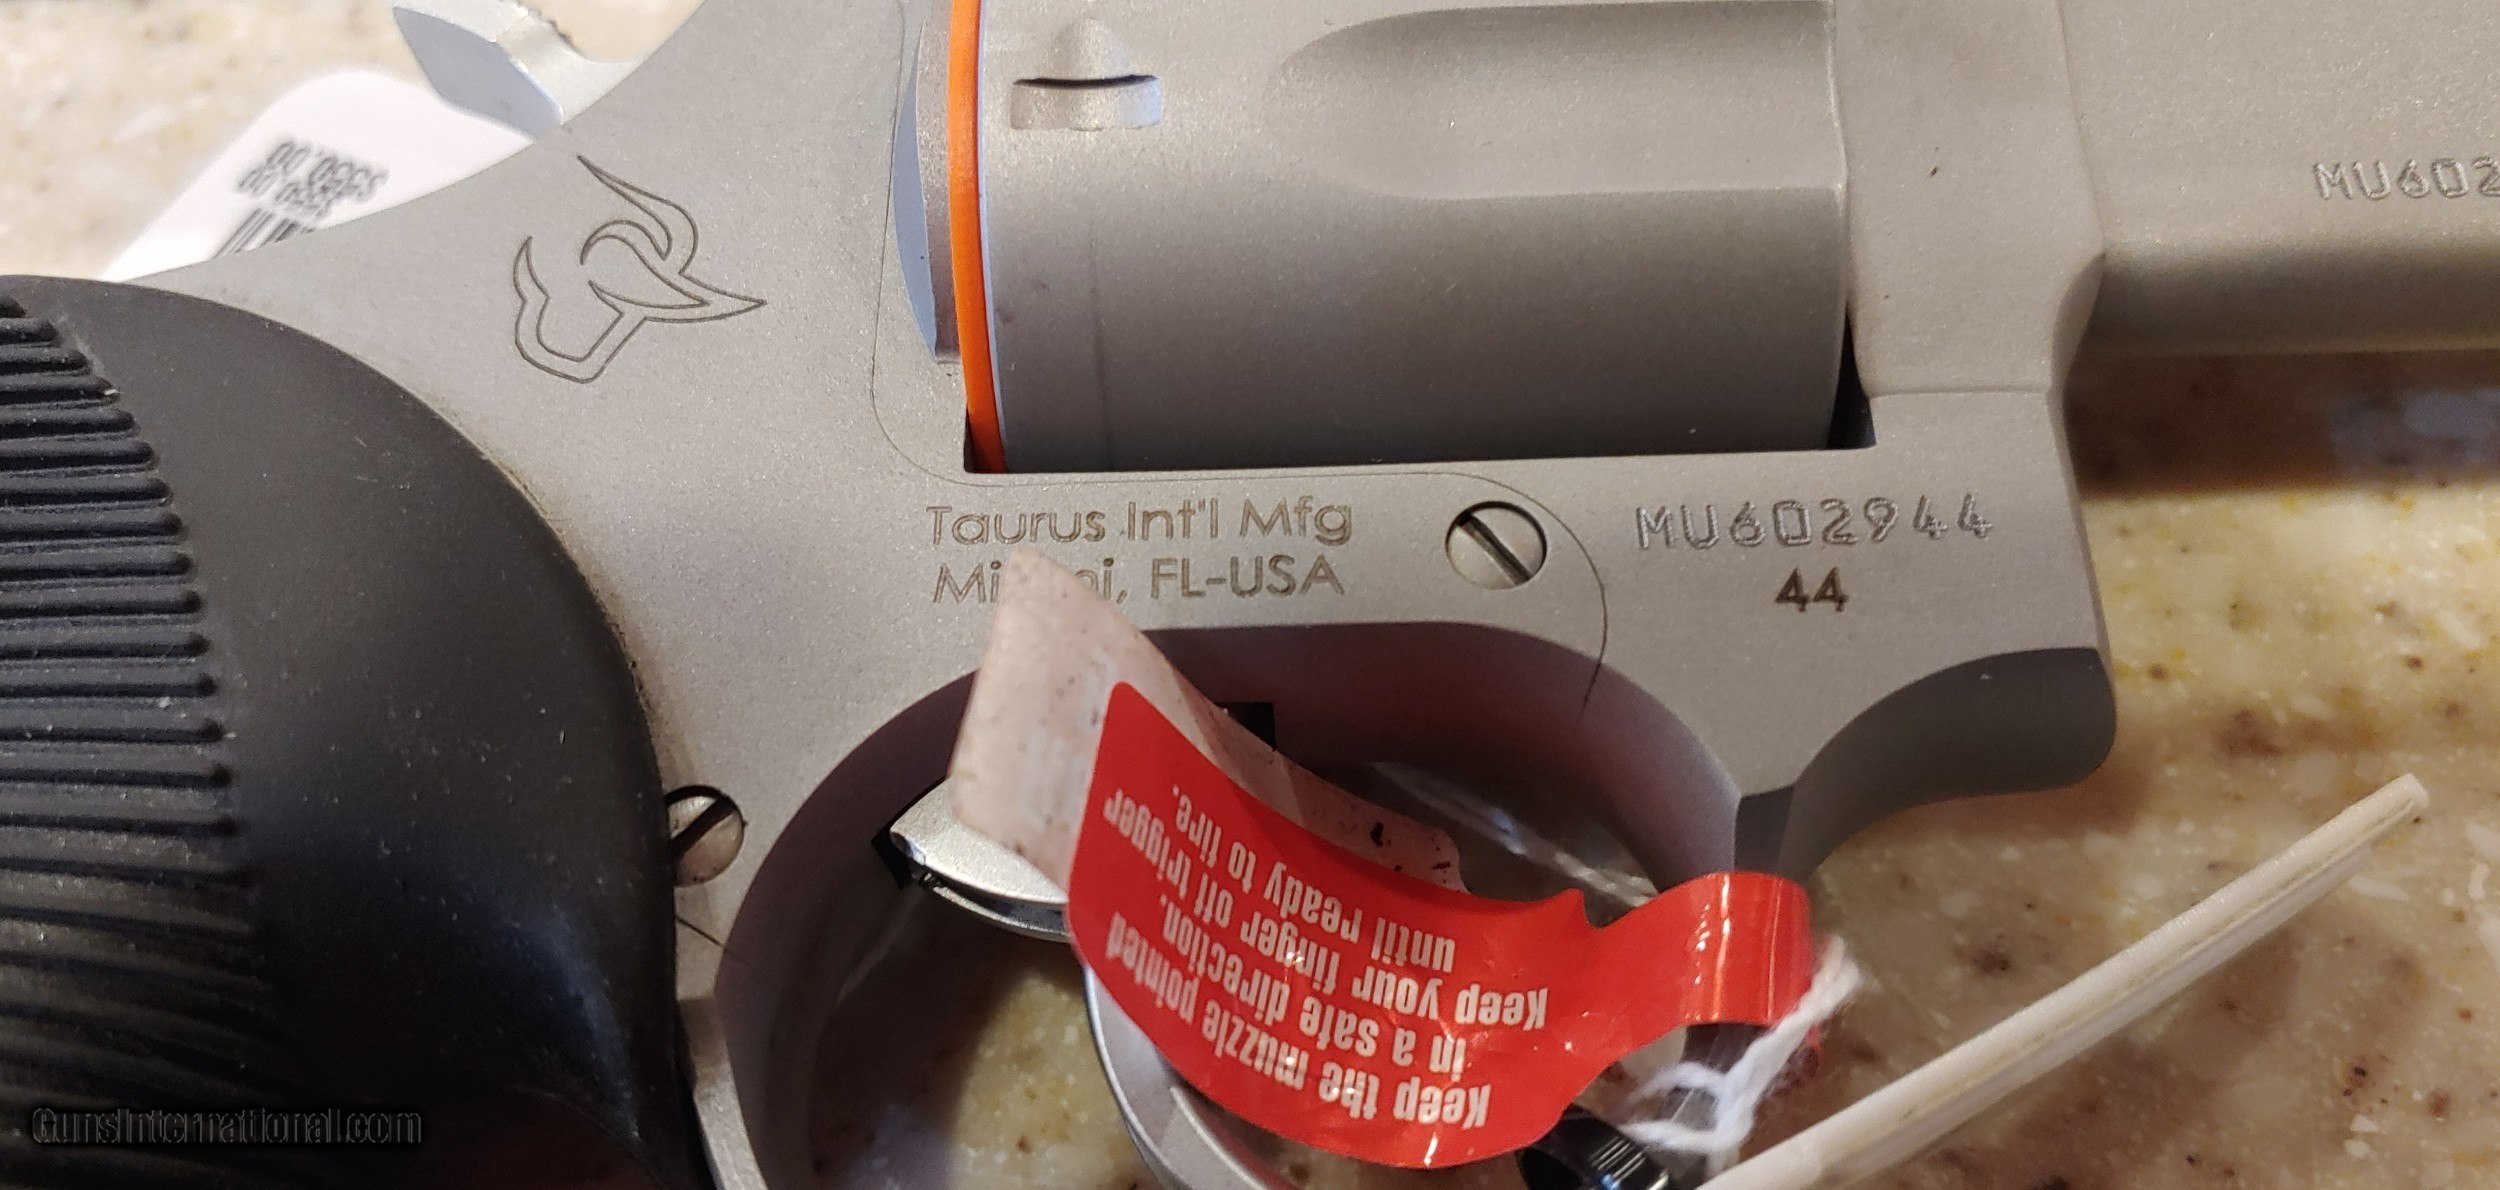 MU602
Taurus Int'l Mfg
Mi  i, FL-USA
MU602944
44
Keep the muzzle pointed
in a safe direction.
Keep your finger off trigger
until ready to fire.
GunsInternational.com